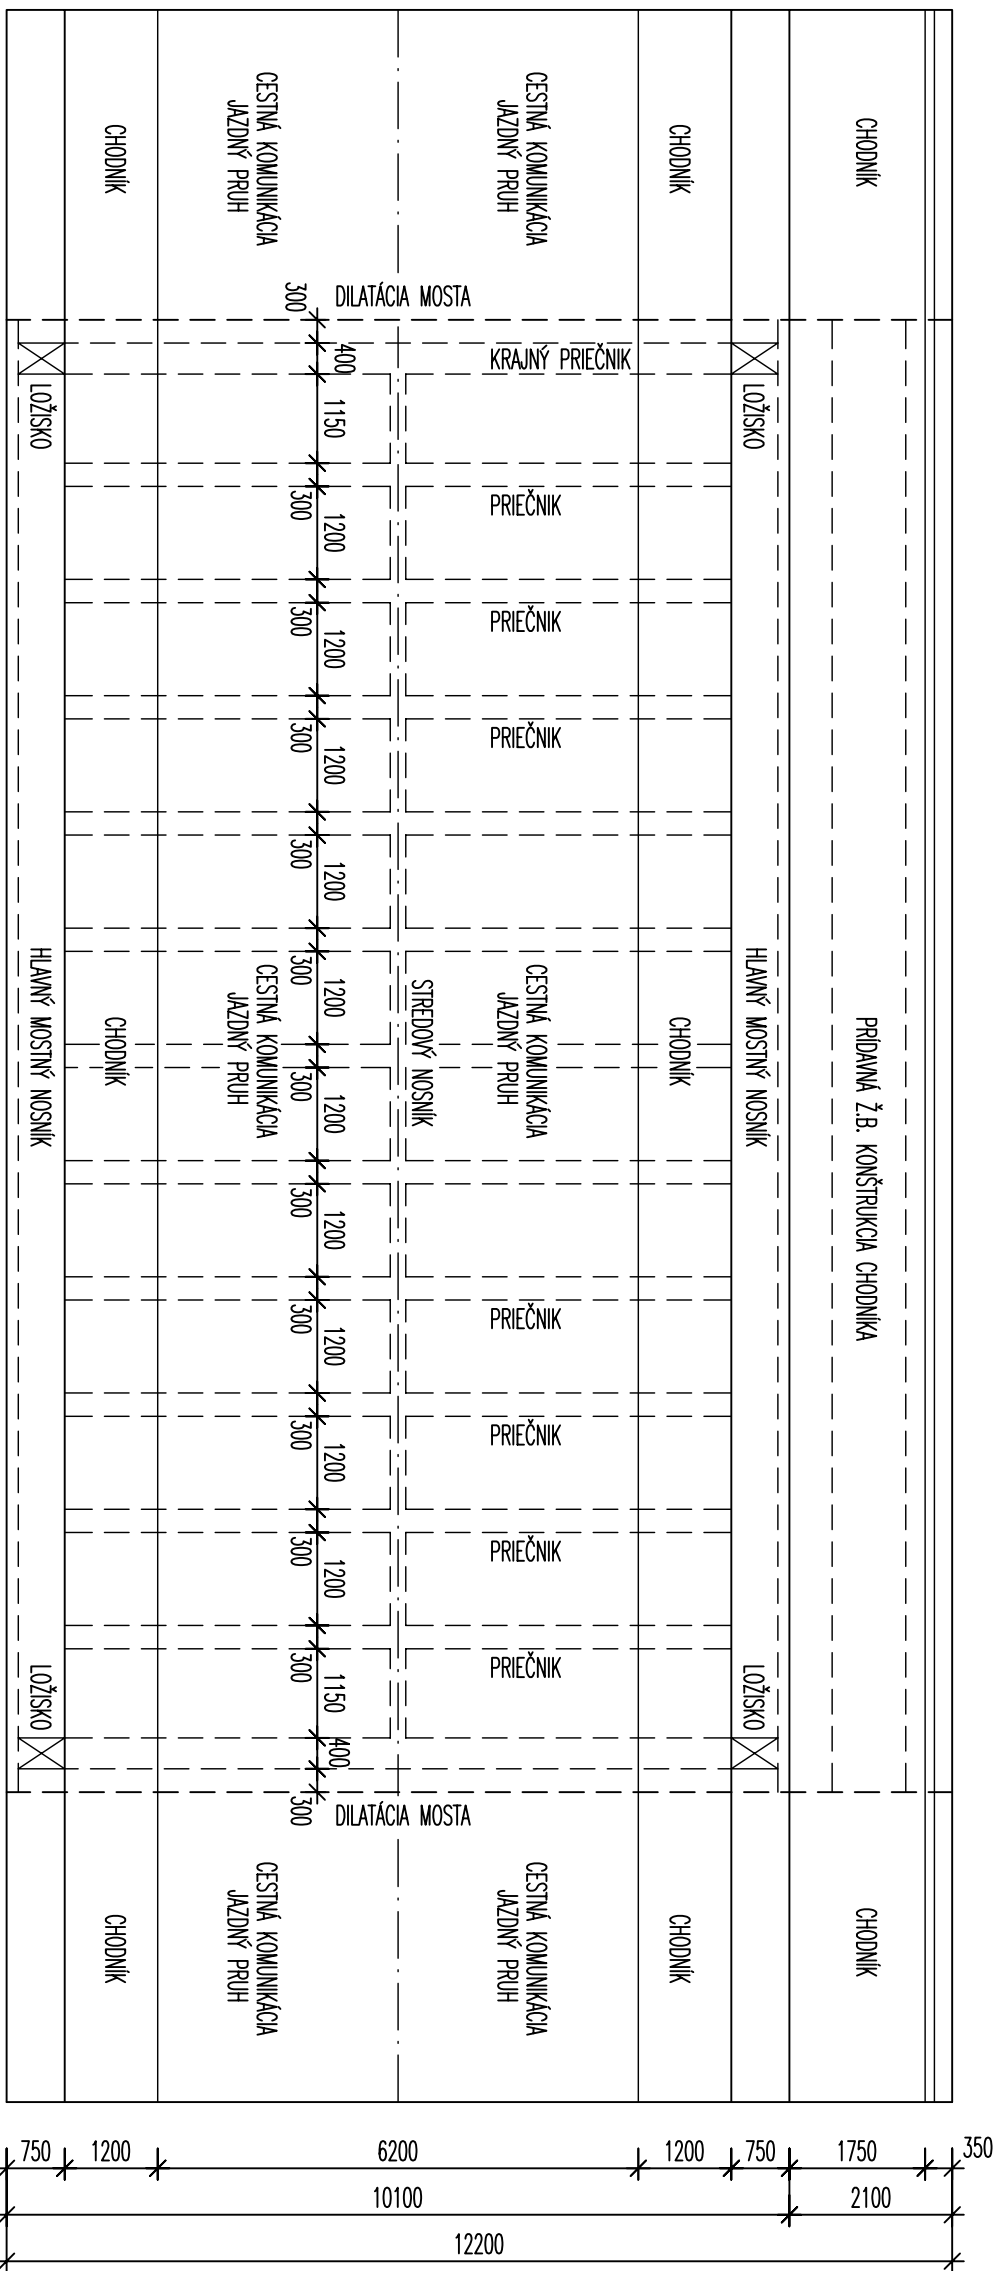 CHODNÍK
CESTNÁ KOMUNIKÁCIA
JAZDNÝ PRUH
CESTNÁ KOMUNIKÁCIA
JAZDNÝ PRUH
CHODNÍK
CHODNÍK
DILATÁCIA MOSTA
300
400
KRAJNÝ PRIEČNIK
LOŽISKO
LOŽISKO
1150
300
PRIEČNIK
1200
300
PRIEČNIK
1200
300
PRIEČNIK
1200
300
1200
300
1200
300
1200
300
1200
300
PRIEČNIK
1200
300
PRIEČNIK
1200
300
PRIEČNIK
1200
300
PRIEČNIK
1150
400
300
HLAVNÝ MOSTNÝ NOSNÍK
CHODNÍK
CESTNÁ KOMUNIKÁCIA
JAZDNÝ PRUH
STREDOVÝ NOSNÍK
CESTNÁ KOMUNIKÁCIA
JAZDNÝ PRUH
CHODNÍK
HLAVNÝ MOSTNÝ NOSNÍK
PRÍDAVNÁ Ž.B. KONŠTRUKCIA CHODNÍKA
LOŽISKO
LOŽISKO
DILATÁCIA MOSTA
CHODNÍK
CESTNÁ KOMUNIKÁCIA
JAZDNÝ PRUH
CESTNÁ KOMUNIKÁCIA
JAZDNÝ PRUH
CHODNÍK
CHODNÍK
750 1200 6200 1200 750 1750 350
10100 2100
12200